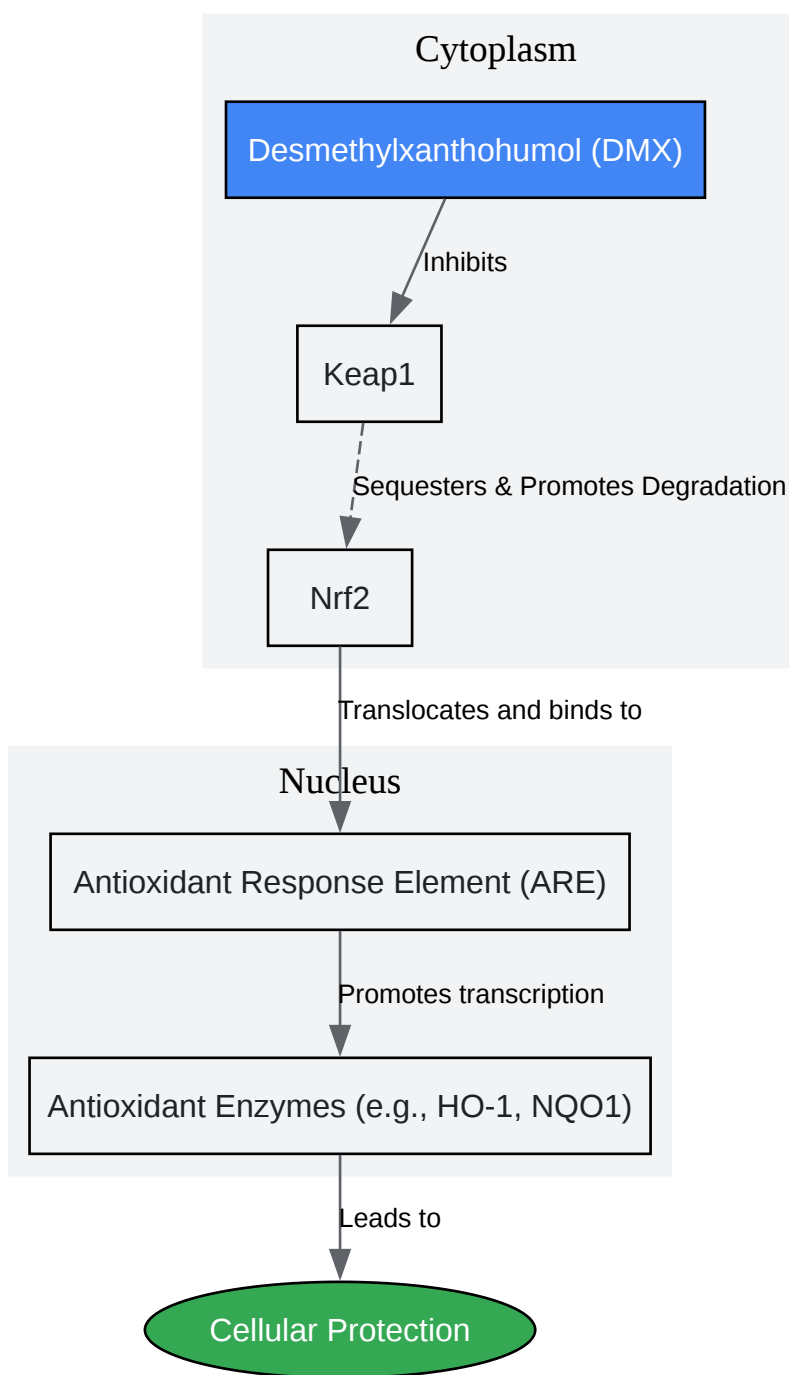 Cytoplasm
Desmethylxanthohumol (DMX)
Inhibits
Keap1
Sequesters & Promotes Degradation
Nrf2
Translocates and binds to
Nucleus
Antioxidant Response Element (ARE)
Promotes transcription
Antioxidant Enzymes (e.g., HO-1, NQO1)
Leads to
Cellular Protection